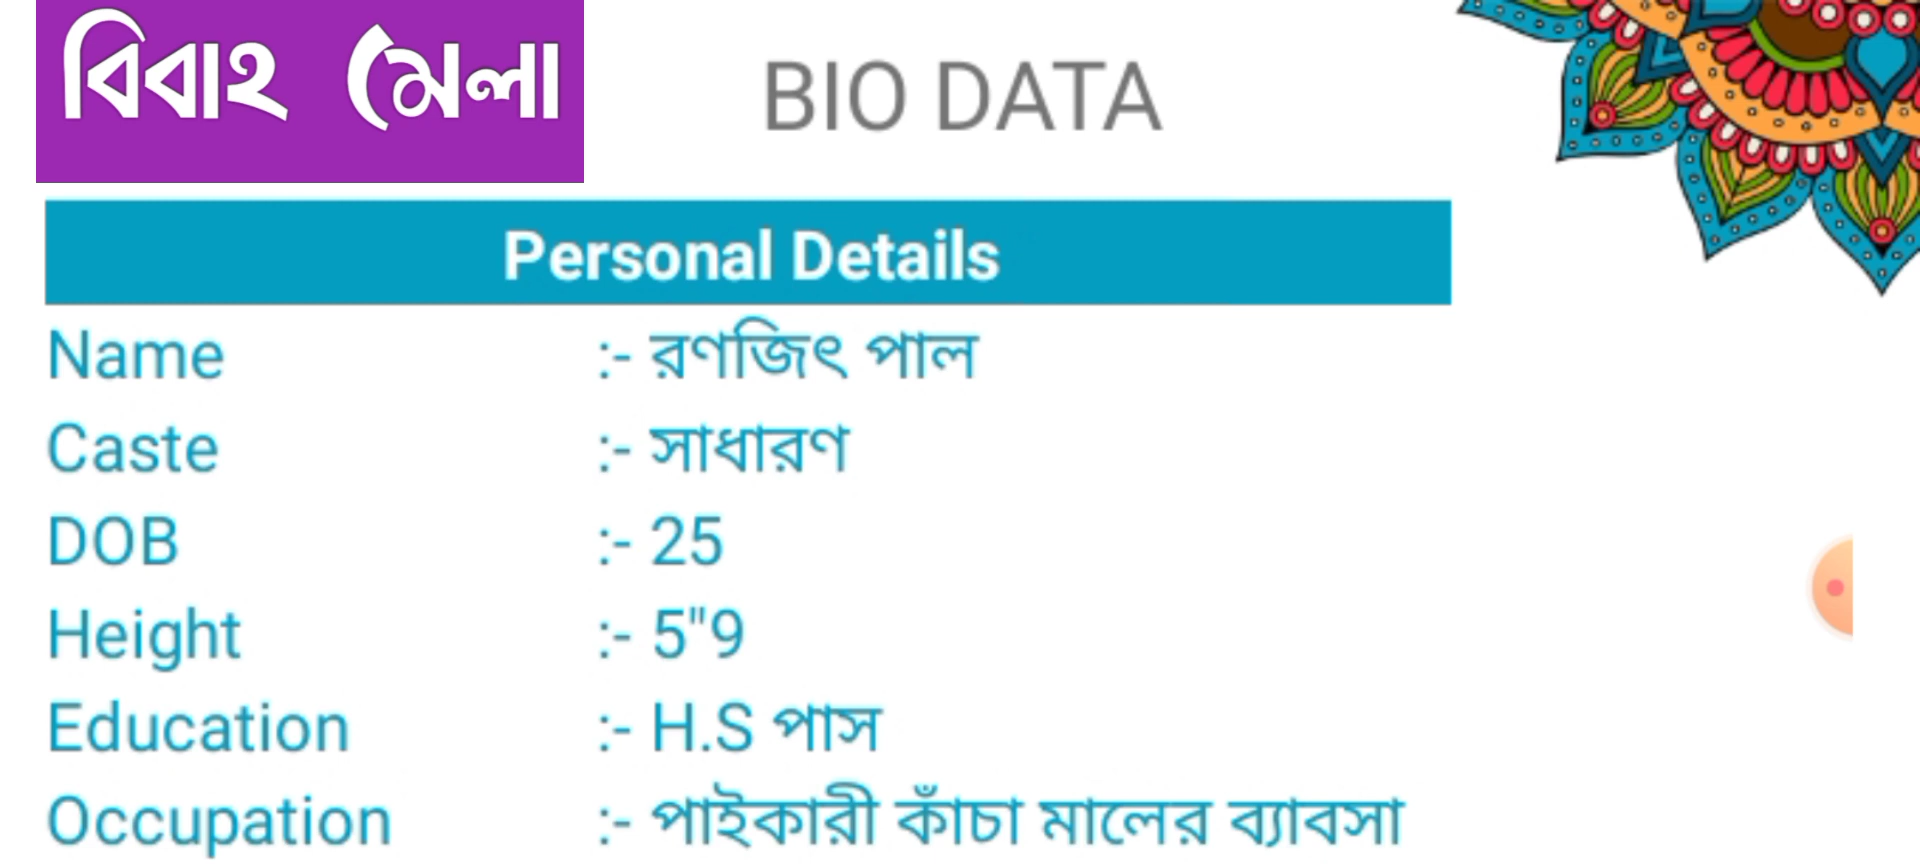 বিবাহ মেলা
BIO DATA
Personal Details
Name :- রণজিৎ পাল
Caste :- সাধারণ
DOB :- 25
Height :- 5"9
Education :- H.S পাস
Occupation :- পাইকারী কাঁচা মালের ব্যাবসা